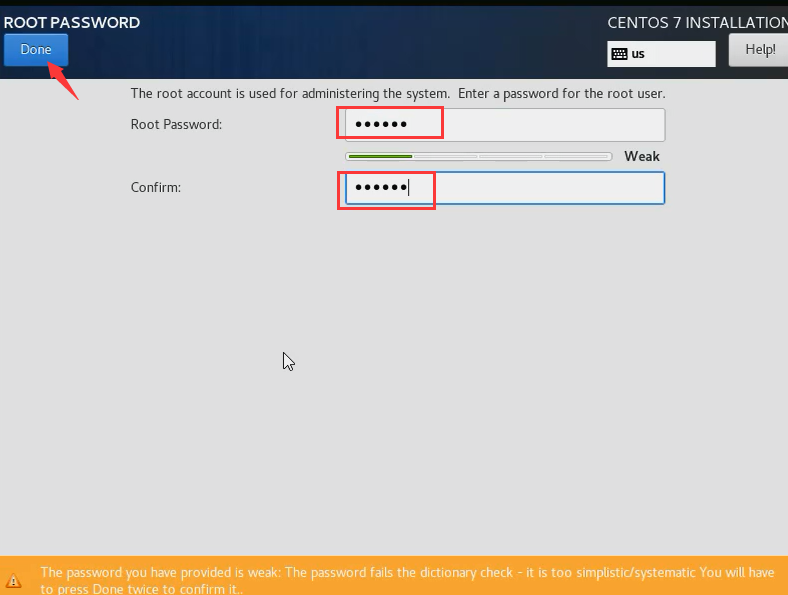 ROOT PASSWORD
CENTOS 7 INSTALLATION
Done
us
Help!
The root account is used for administering the system. Enter a password for the root user.
Root Password:
●●●●●●
Weak
Confirm:
●●●●●●
The password you have provided is weak: The password fails the dictionary check - it is too simplistic/systematic You will have
to press Done twice to confirm it..